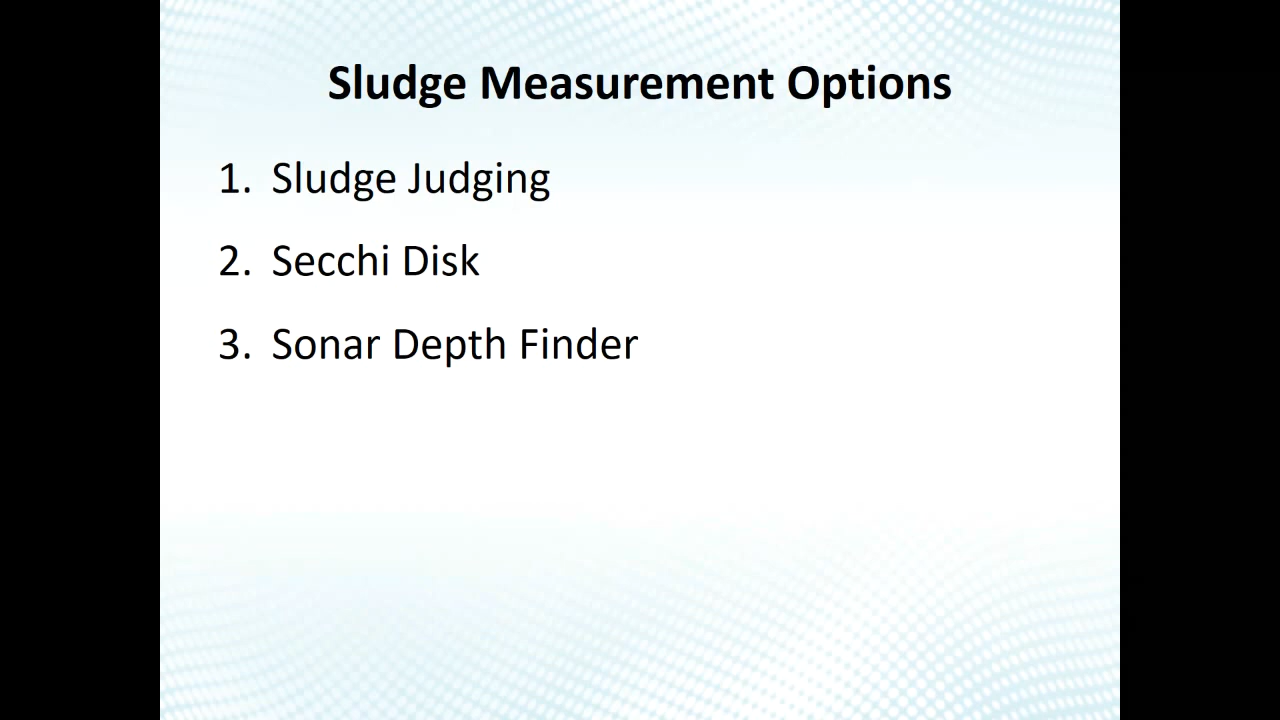 Sludge Measurement Options
1. Sludge Judging
2. Secchi Disk
3. Sonar Depth Finder